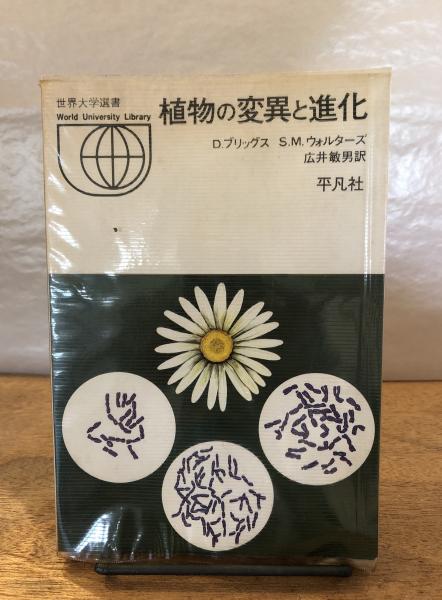 世界大学選書
World University Library
植物の変異と進化
D.ブリッグス S.M.ウォルターズ
広井敏男訳
平凡社